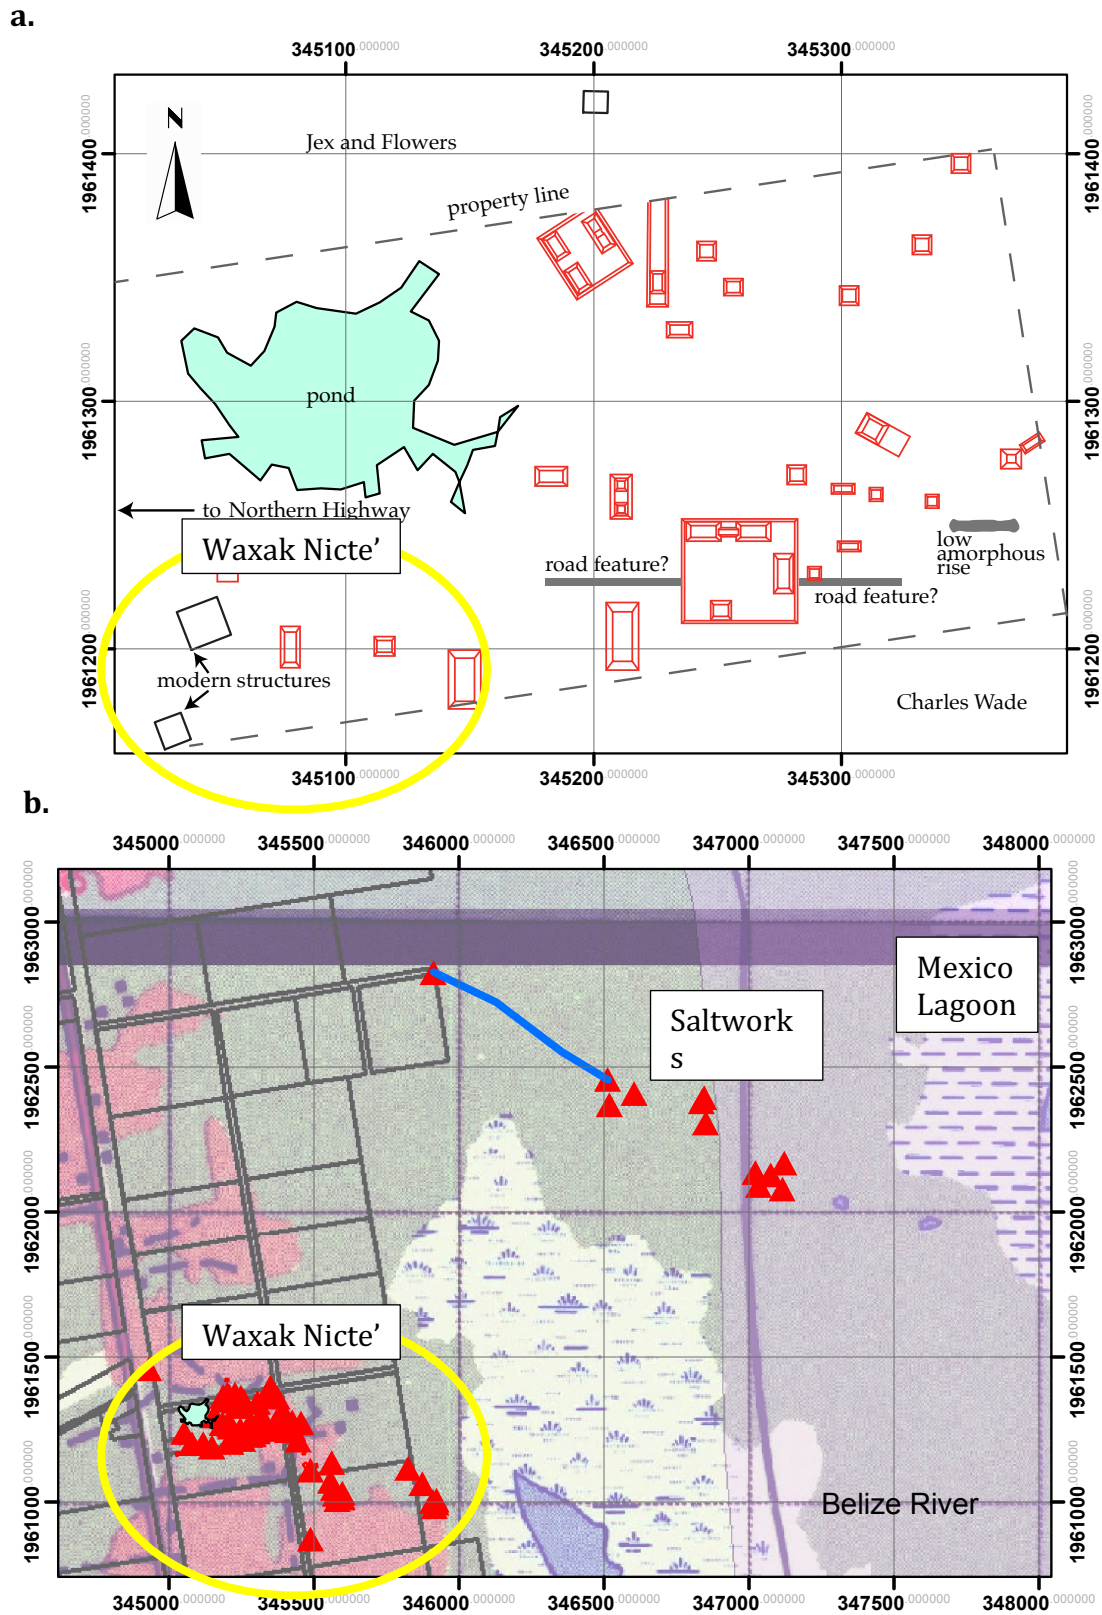 a.
345100.000000 345200.000000 345300.000000
N
Jex and Flowers
1961400.000000 1961400.000000
property line
pond
1961300.000000 1961300.000000
to Northern Highway
Waxak Nicte'
low
amorphous
rise
road feature?
road feature?
1961200.000000 1961200.000000
modern structures
Charles Wade
345100.000000 345200.000000 345300.000000
b.
345000.000000 345500.000000 346000.000000 346500.000000 347000.000000 347500.000000 348000.000000
1963000.000000 1963000.000000
Mexico
Lagoon
Saltwork
s
1962500.000000 1962500.000000
1962000.000000 1962000.000000
Waxak Nicte'
1961500.000000 1961500.000000
1961000.000000 1961000.000000
Belize River
345000.000000 345500.000000 346000.000000 346500.000000 347000.000000 347500.000000 348000.000000